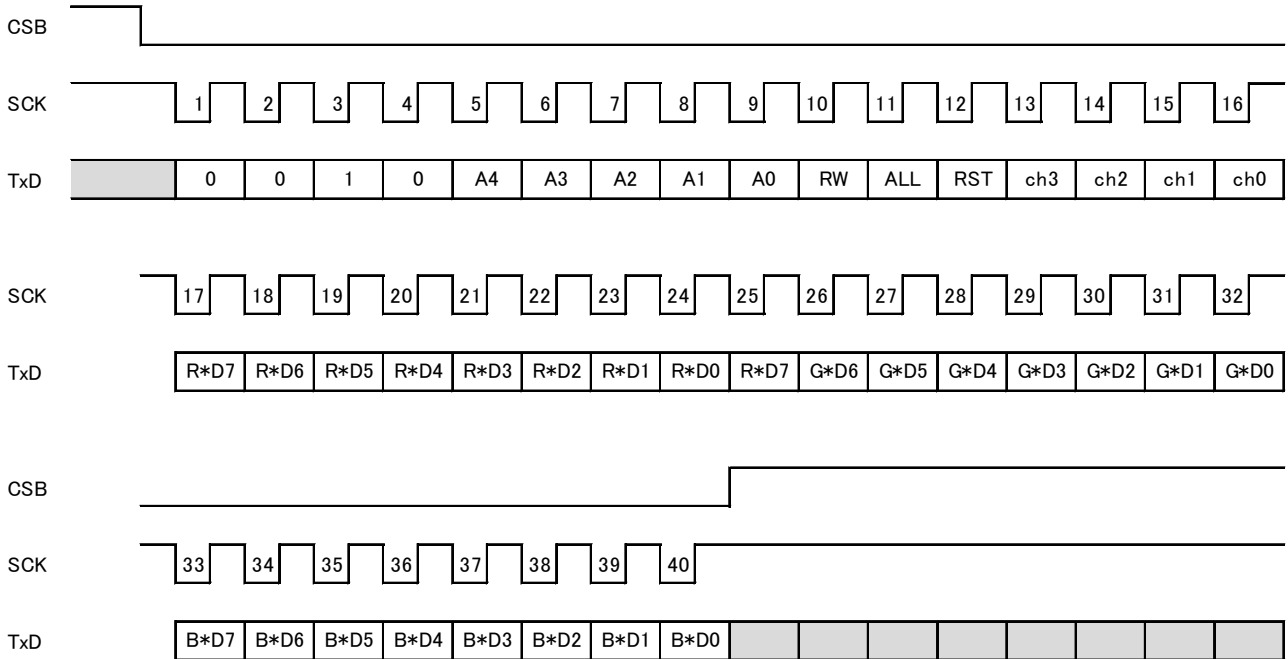 CSB
SCK 1 2 3 4 5 6 7 8 9 10 11 12 13 14 15 16
TxD 0 0 1 0 A4 A3 A2 A1 A0 RW ALL RST ch3 ch2 ch1 ch0
SCK 17 18 19 20 21 22 23 24 25 26 27 28 29 30 31 32
TxD R*D7 R*D6 R*D5 R*D4 R*D3 R*D2 R*D1 R*D0 R*D7 G*D6 G*D5 G*D4 G*D3 G*D2 G*D1 G*D0
CSB
SCK 33 34 35 36 37 38 39 40
TxD B*D7 B*D6 B*D5 B*D4 B*D3 B*D2 B*D1 B*D0